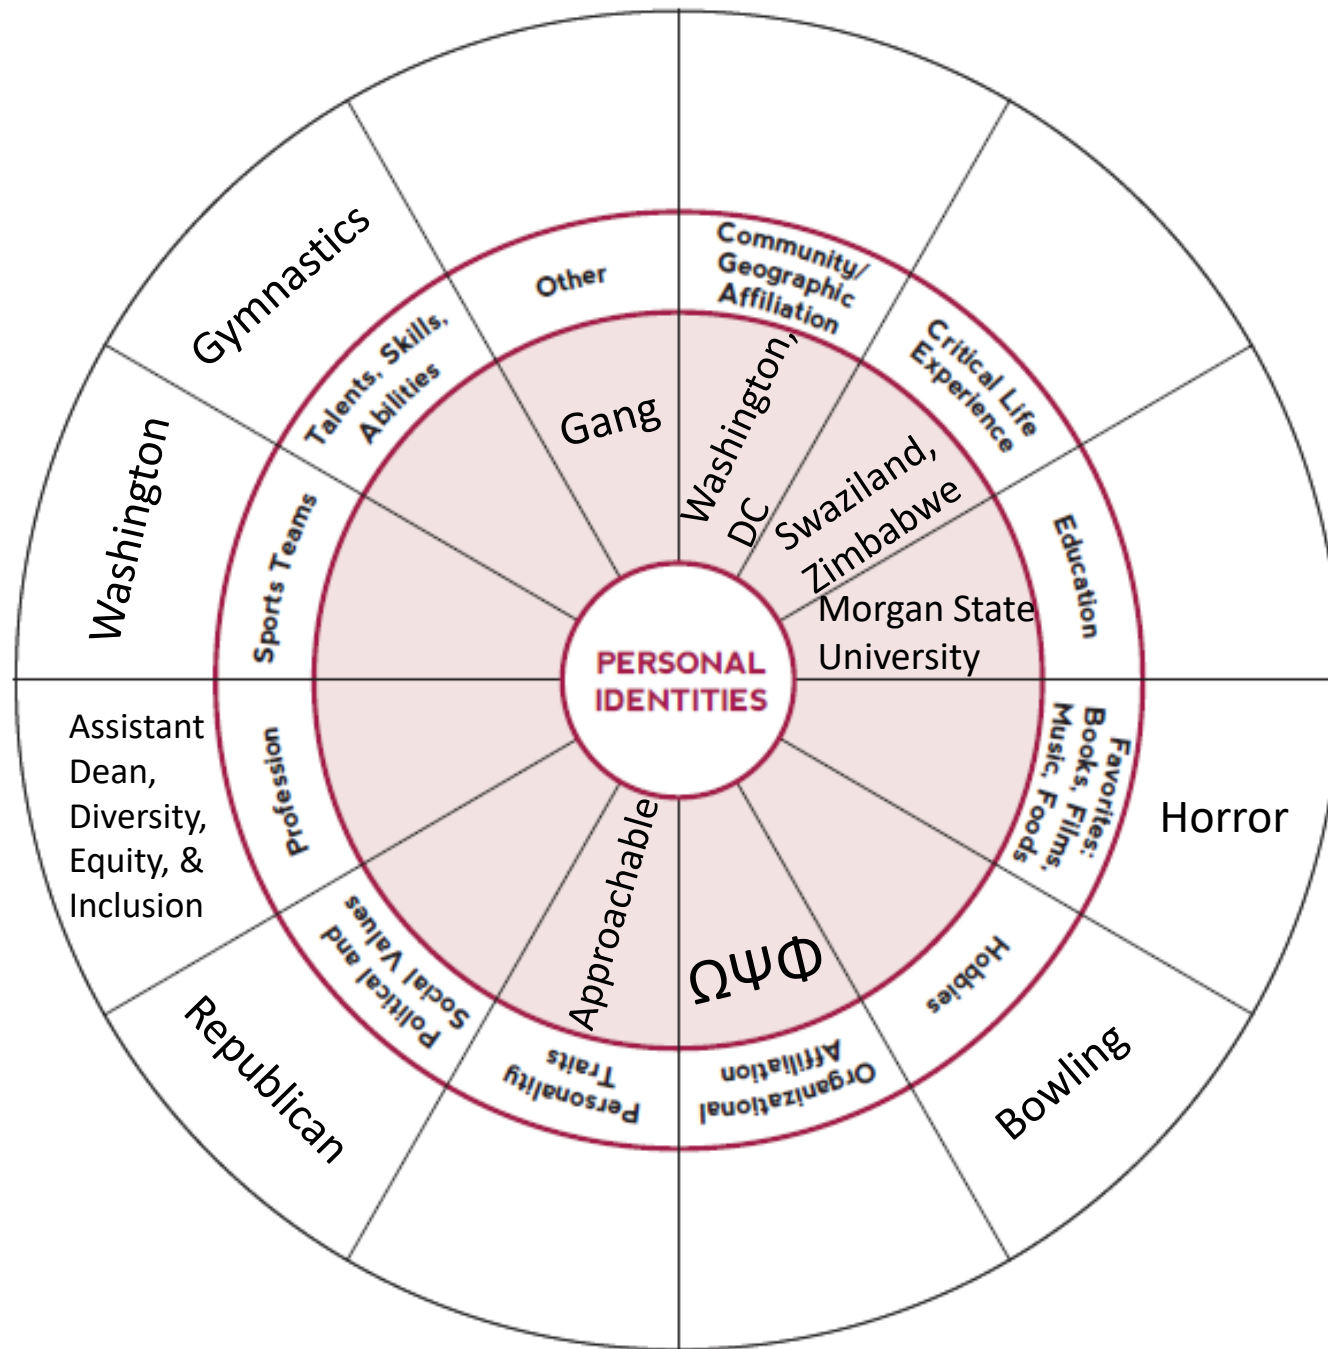 PERSONAL
IDENTITIES
Community/
Geographic
Affiliation
Washington,
DC
Critical Life
Experience
Swaziland,
Zimbabwe
Education
Morgan State
University
Favorites:
Books, Films,
Music, Foods,
Horror
Hobbies
Bowling
Organizational
Affiliation
ΩΨΦ
Personality
Traits
Approachable
Political and
Social Values
Republican
Profession
Assistant
Dean,
Diversity,
Equity, &
Inclusion
Sports Teams
Washington
Talents, Skills,
Abilities
Gymnastics
Other
Gang